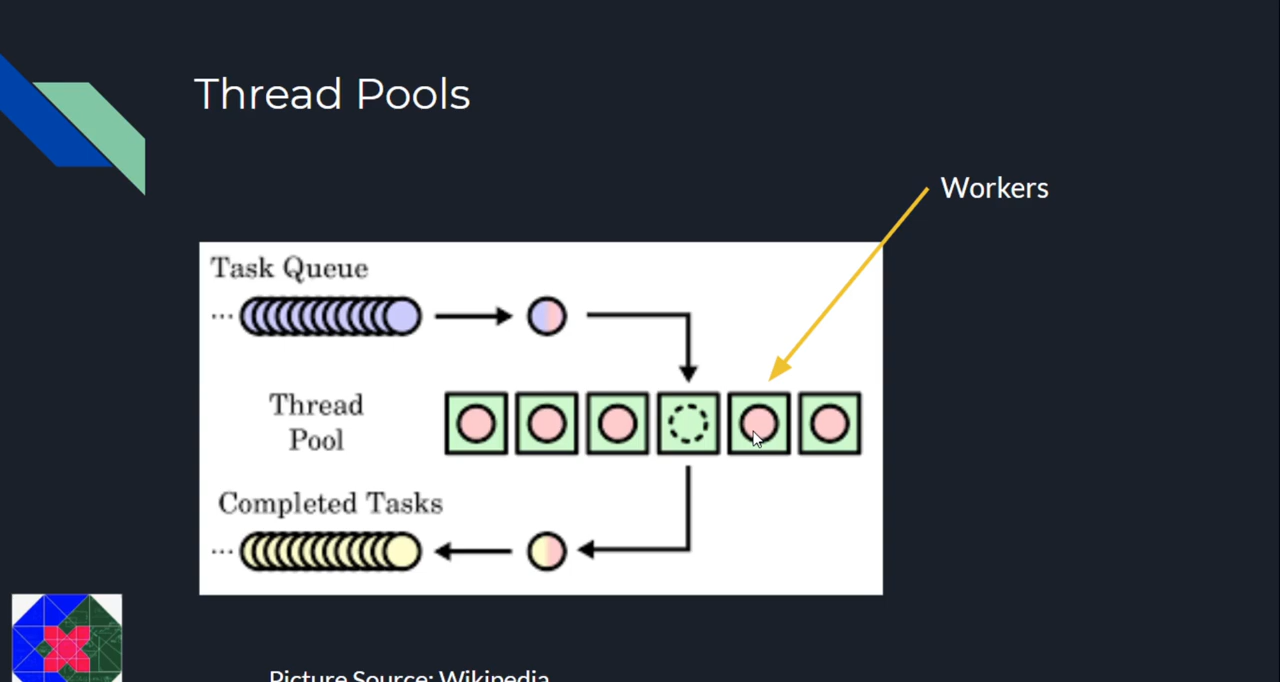 Thread Pools
Workers
Task Queue
...
Thread
Pool
Completed Tasks
...
Picture Source: Wikipedia